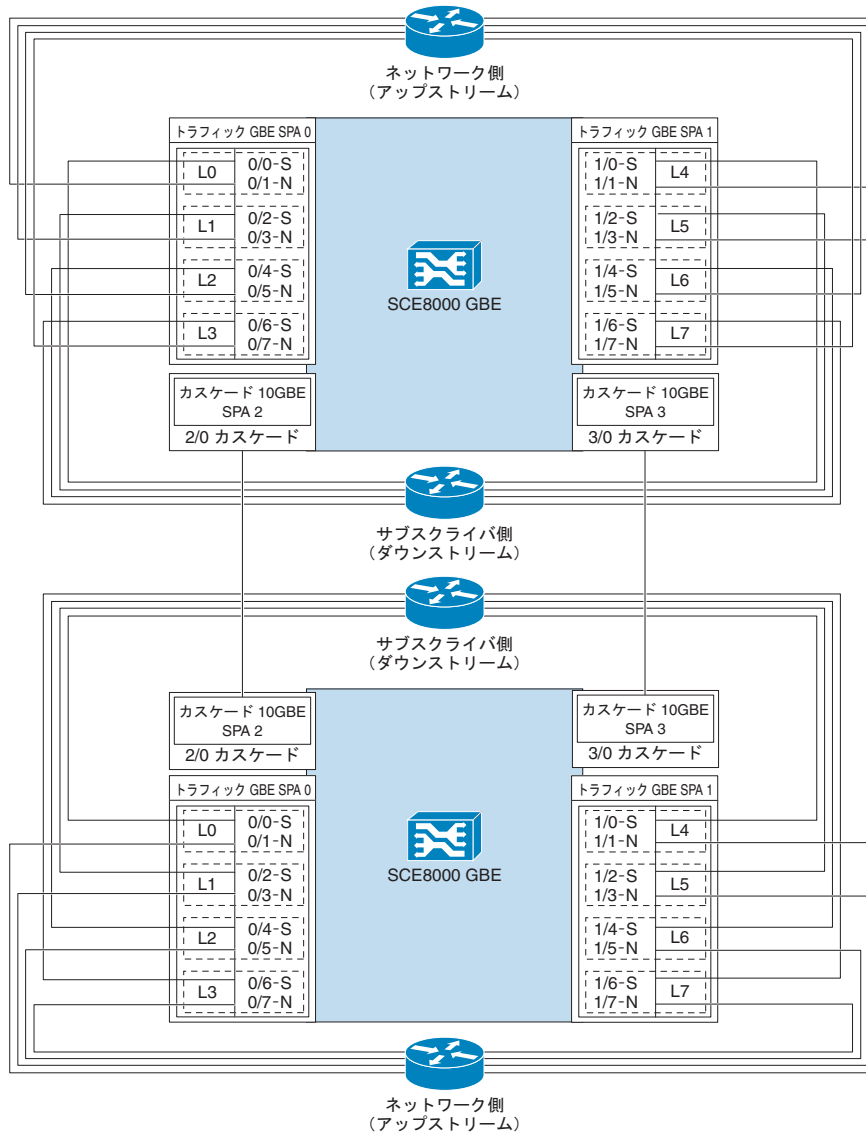 ネットワーク側
（アップストリーム）
トラフィック GBE SPA 0
L0
0/0-S
0/1-N
L1
0/2-S
0/3-N
L2
0/4-S
0/5-N
L3
0/6-S
0/7-N
カスケード 10GBE
SPA 2
2/0 カスケード
SCE8000 GBE
トラフィック GBE SPA 1
1/0-S
1/1-N
L4
1/2-S
1/3-N
L5
1/4-S
1/5-N
L6
1/6-S
1/7-N
L7
カスケード 10GBE
SPA 3
3/0 カスケード
サブスクライバ側
（ダウンストリーム）
サブスクライバ側
（ダウンストリーム）
カスケード 10GBE
SPA 2
2/0 カスケード
トラフィック GBE SPA 0
L0
0/0-S
0/1-N
L1
0/2-S
0/3-N
L2
0/4-S
0/5-N
L3
0/6-S
0/7-N
SCE8000 GBE
カスケード 10GBE
SPA 3
3/0 カスケード
トラフィック GBE SPA 1
1/0-S
1/1-N
L4
1/2-S
1/3-N
L5
1/4-S
1/5-N
L6
1/6-S
1/7-N
L7
ネットワーク側
（アップストリーム）